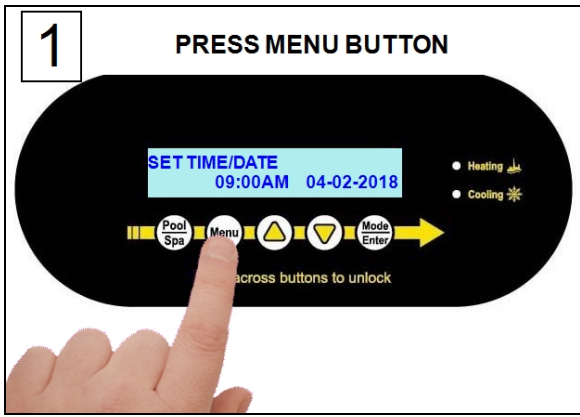 1
PRESS MENU BUTTON
SET TIME/DATE
09:00AM 04-02-2018
Heating
Cooling
Pool
Spa
Menu
Mode
Enter
across buttons to unlock